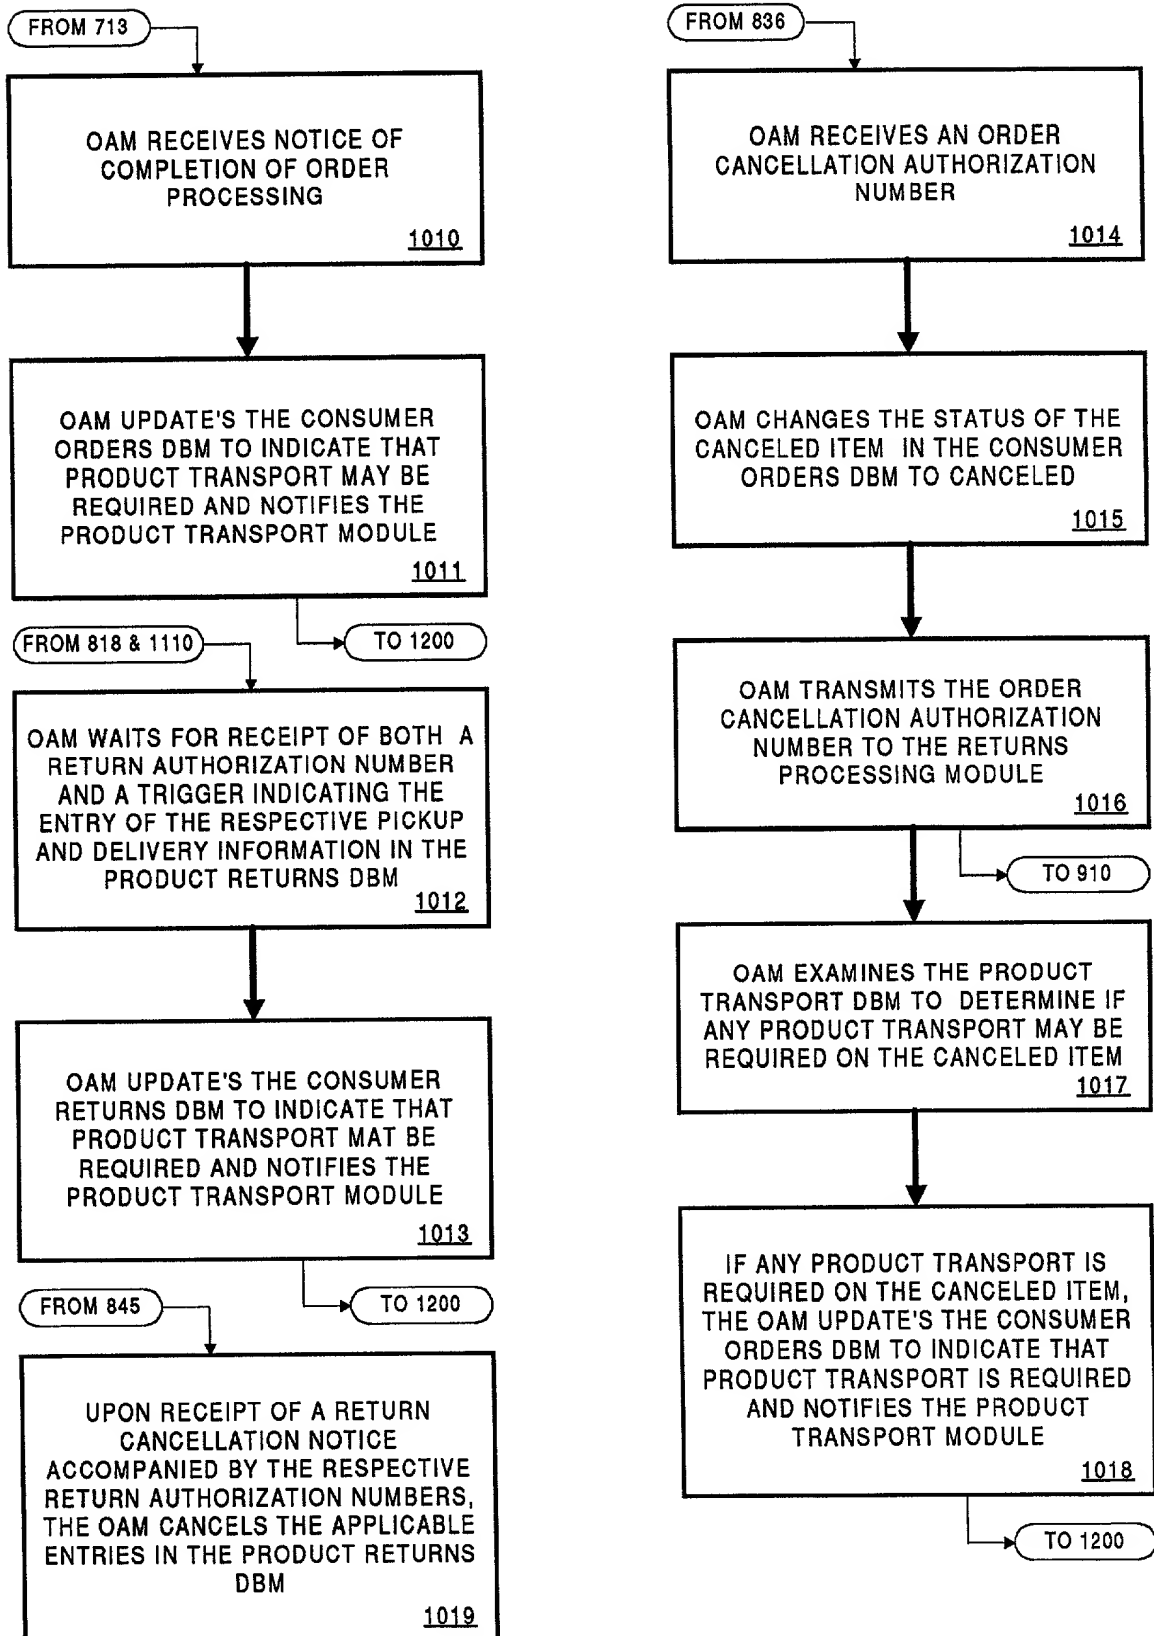 FROM 713
OAM RECEIVES NOTICE OF
COMPLETION OF ORDER
PROCESSING
1010
OAM UPDATE'S THE CONSUMER
ORDERS DBM TO INDICATE THAT
PRODUCT TRANSPORT MAY BE
REQUIRED AND NOTIFIES THE
PRODUCT TRANSPORT MODULE
1011
TO 1200
FROM 818 & 1110
OAM WAITS FOR RECEIPT OF BOTH A
RETURN AUTHORIZATION NUMBER
AND A TRIGGER INDICATING THE
ENTRY OF THE RESPECTIVE PICKUP
AND DELIVERY INFORMATION IN THE
PRODUCT RETURNS DBM
1012
OAM UPDATE'S THE CONSUMER
RETURNS DBM TO INDICATE THAT
PRODUCT TRANSPORT MAT BE
REQUIRED AND NOTIFIES THE
PRODUCT TRANSPORT MODULE
1013
TO 1200
FROM 845
UPON RECEIPT OF A RETURN
CANCELLATION NOTICE
ACCOMPANIED BY THE RESPECTIVE
RETURN AUTHORIZATION NUMBERS,
THE OAM CANCELS THE APPLICABLE
ENTRIES IN THE PRODUCT RETURNS
DBM
1019
FROM 836
OAM RECEIVES AN ORDER
CANCELLATION AUTHORIZATION
NUMBER
1014
OAM CHANGES THE STATUS OF THE
CANCELED ITEM IN THE CONSUMER
ORDERS DBM TO CANCELED
1015
OAM TRANSMITS THE ORDER
CANCELLATION AUTHORIZATION
NUMBER TO THE RETURNS
PROCESSING MODULE
1016
TO 910
OAM EXAMINES THE PRODUCT
TRANSPORT DBM TO DETERMINE IF
ANY PRODUCT TRANSPORT MAY BE
REQUIRED ON THE CANCELED ITEM
1017
IF ANY PRODUCT TRANSPORT IS
REQUIRED ON THE CANCELED ITEM,
THE OAM UPDATE'S THE CONSUMER
ORDERS DBM TO INDICATE THAT
PRODUCT TRANSPORT IS REQUIRED
AND NOTIFIES THE PRODUCT
TRANSPORT MODULE
1018
TO 1200